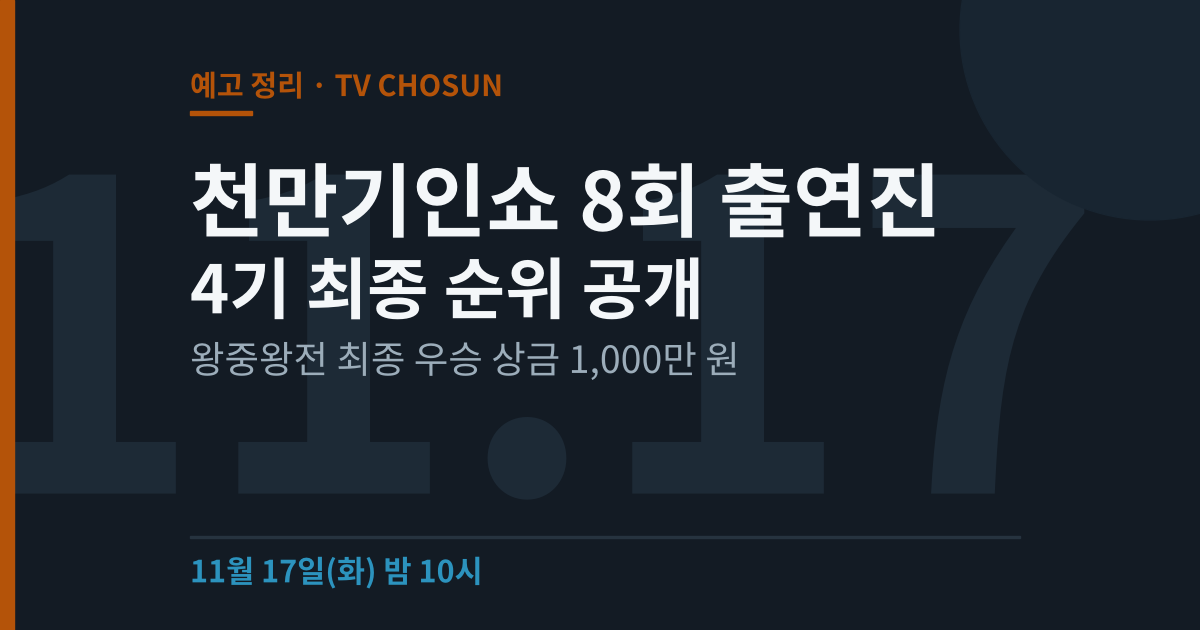 예고 정리 · TV CHOSUN
천만기인쇼 8회 출연진
4기 최종 순위 공개
왕중왕전 최종 우승 상금 1,000만 원
11.17
11월 17일(화) 밤 10시